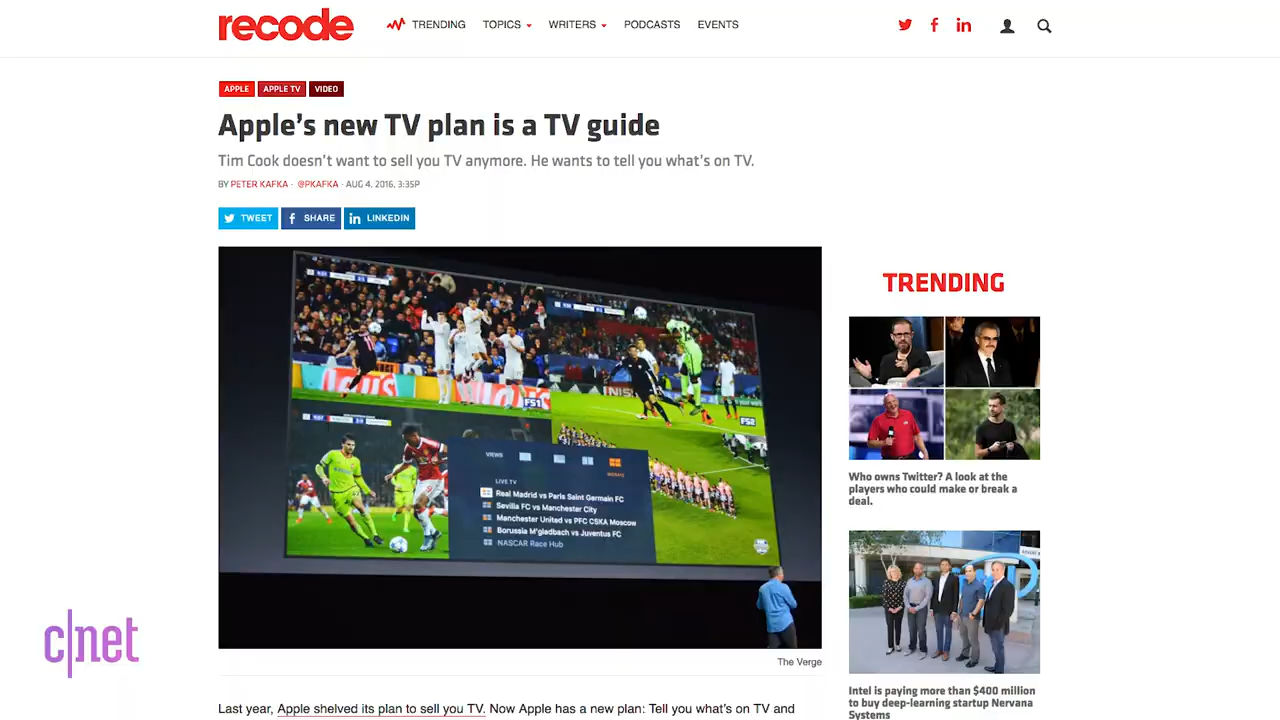 recode
TRENDING
TOPICS
WRITERS
PODCASTS
EVENTS
APPLE
APPLE TV
VIDEO
Apple's new TV plan is a TV guide
Tim Cook doesn't want to sell you TV anymore. He wants to tell you what's on TV.
BY PETER KAFKA · @PKAFKA · AUG 4, 2016, 3:35P
TWEET
SHARE
LINKEDIN
FS1
FS2
VIEWS
LIVE TV
Real Madrid vs Paris Saint Germain FC
Sevilla FC vs Manchester City
Manchester United vs PFC CSKA Moscow
Borussia M'gladbach vs Juventus FC
NASCAR Race Hub
The Verge
Last year, Apple shelved its plan to sell you TV. Now Apple has a new plan: Tell you what's on TV and
TRENDING
Who owns Twitter? A look at the
players who could make or break a
deal.
Intel is paying more than $400 million
to buy deep-learning startup Nervana
Systems
c|net